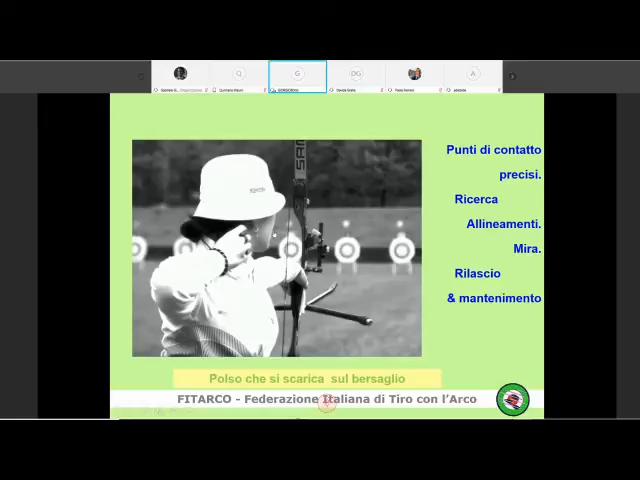 Q
G
DG
A
Punti di contatto
precisi.
Ricerca
Allineamenti.
Mira.
Rilascio
& mantenimento
Polso che si scarica sul bersaglio
FITARCO - Federazione Italiana di Tiro con l'Arco